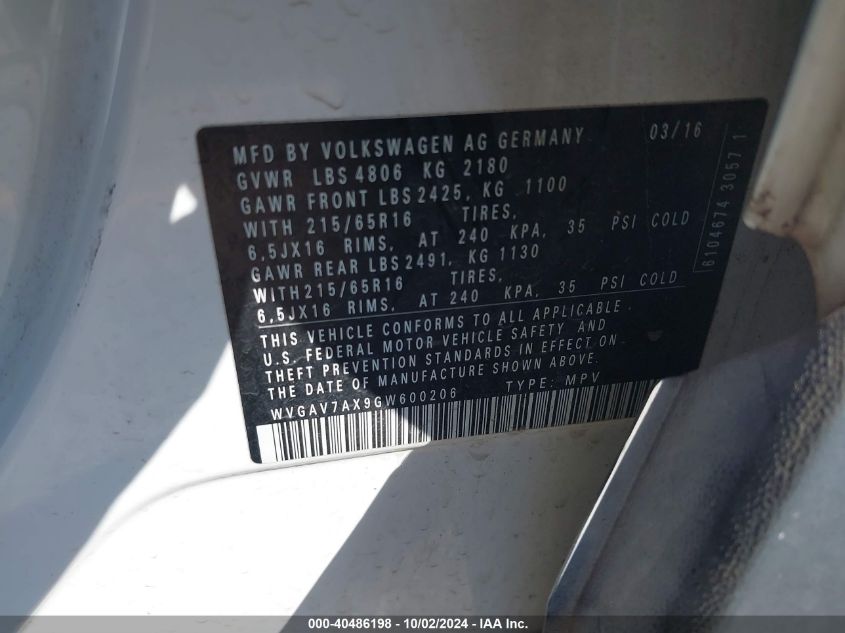 MFD BY VOLKSWAGEN AG GERMANY 03/16
GVWR LBS 4806 KG 2180
GAWR FRONT LBS 2425, KG 1100
WITH 215/65R16 TIRES,
6,5JX16 RIMS, AT 240 KPA, 35 PSI COLD
GAWR REAR LBS 2491, KG 1130
WITH 215/65R16 TIRES,
6,5JX16 RIMS, AT 240 KPA, 35 PSI COLD
THIS VEHICLE CONFORMS TO ALL APPLICABLE
U.S. FEDERAL MOTOR VEHICLE SAFETY AND
THEFT PREVENTION STANDARDS IN EFFECT ON
THE DATE OF MANUFACTURE SHOWN ABOVE.
WVGAV7AX9GW600206 TYPE: MPV
6104674 3057 1
000-40486198 - 10/02/2024 - IAA Inc.